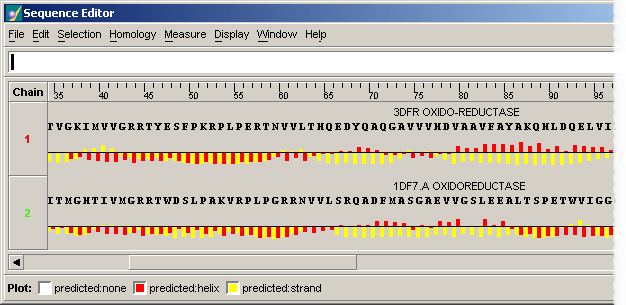 Sequence Editor
File Edit Selection Homology Measure Display Window Help
Chain
35 40 45 50 55 60 65 70 75 80 85 90 95
3DFR OXIDO-REDUCTASE
1 TVGKIMVVGRRTYESFPKRPLPERTNVVLTHQEDYQAQGAVVVHDVAAVFAYAKQHLDQELVI
1DF7.A OXIDOREDUCTASE
2 ITMGHTIVMGRRTWDSLPAKVRPLPGRRNVVLSRQADFMASGAEVVGSLEEALTSPETWVIGG
Plot: predicted:none predicted:helix predicted:strand